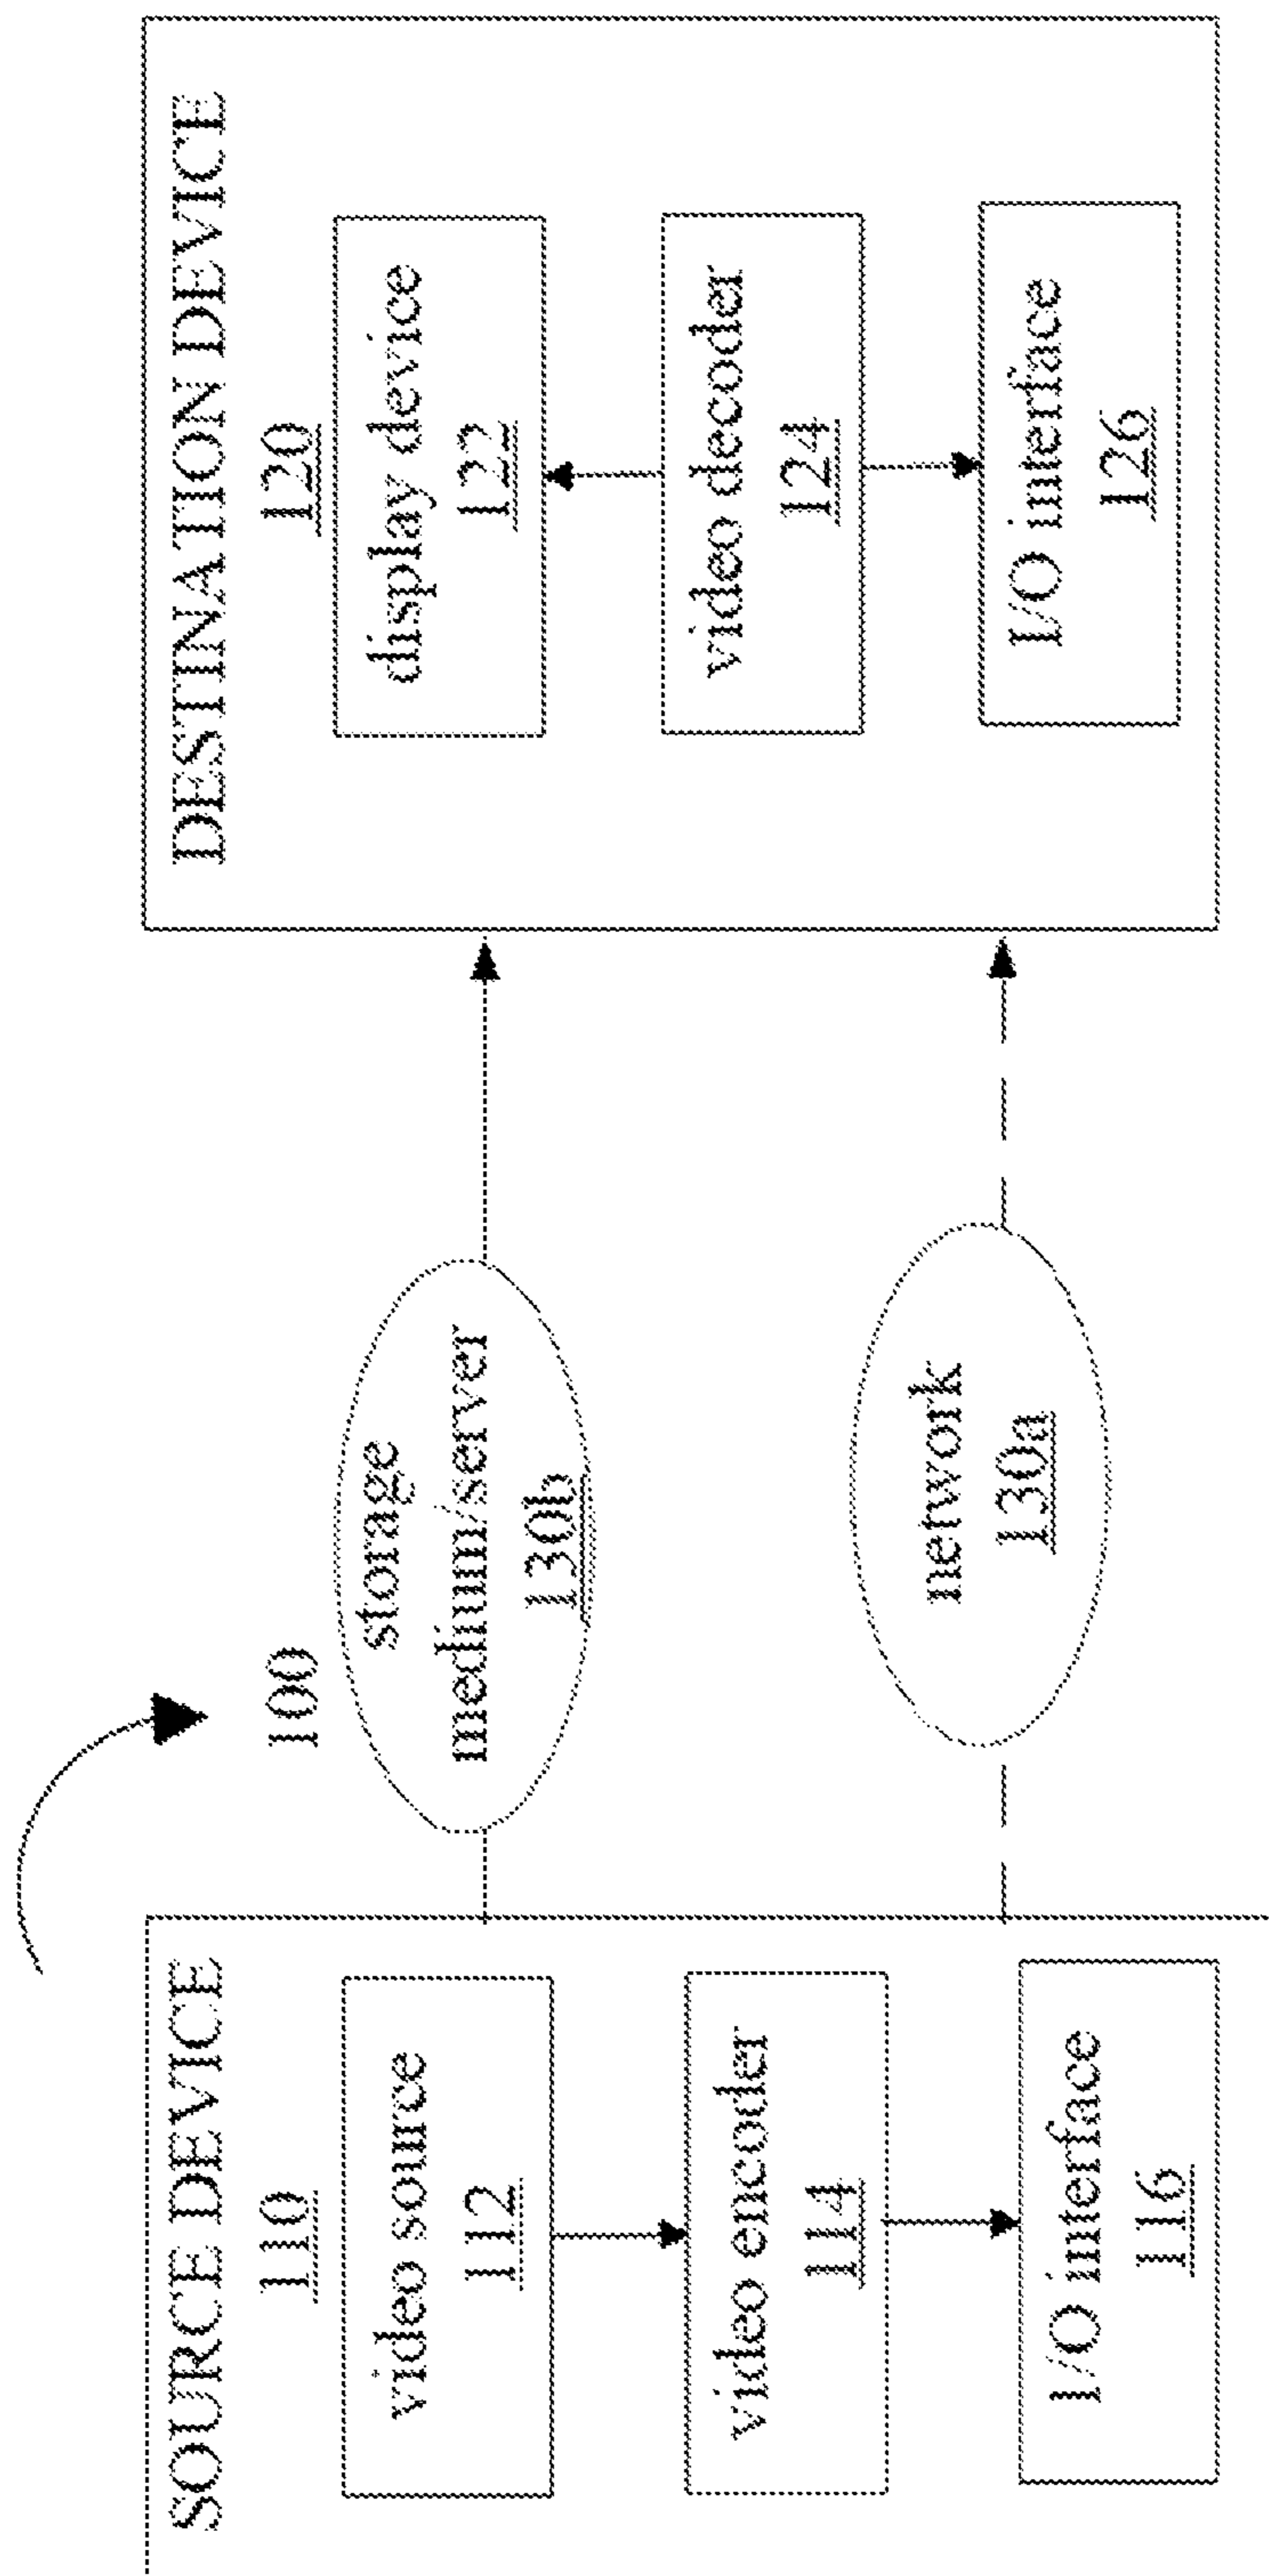 100
SOURCE DEVICE
110
video source
112
video encoder
114
I/O interface
116
storage
medium/server
130b
network
130a
DESTINATION DEVICE
120
display device
122
video decoder
124
I/O interface
126